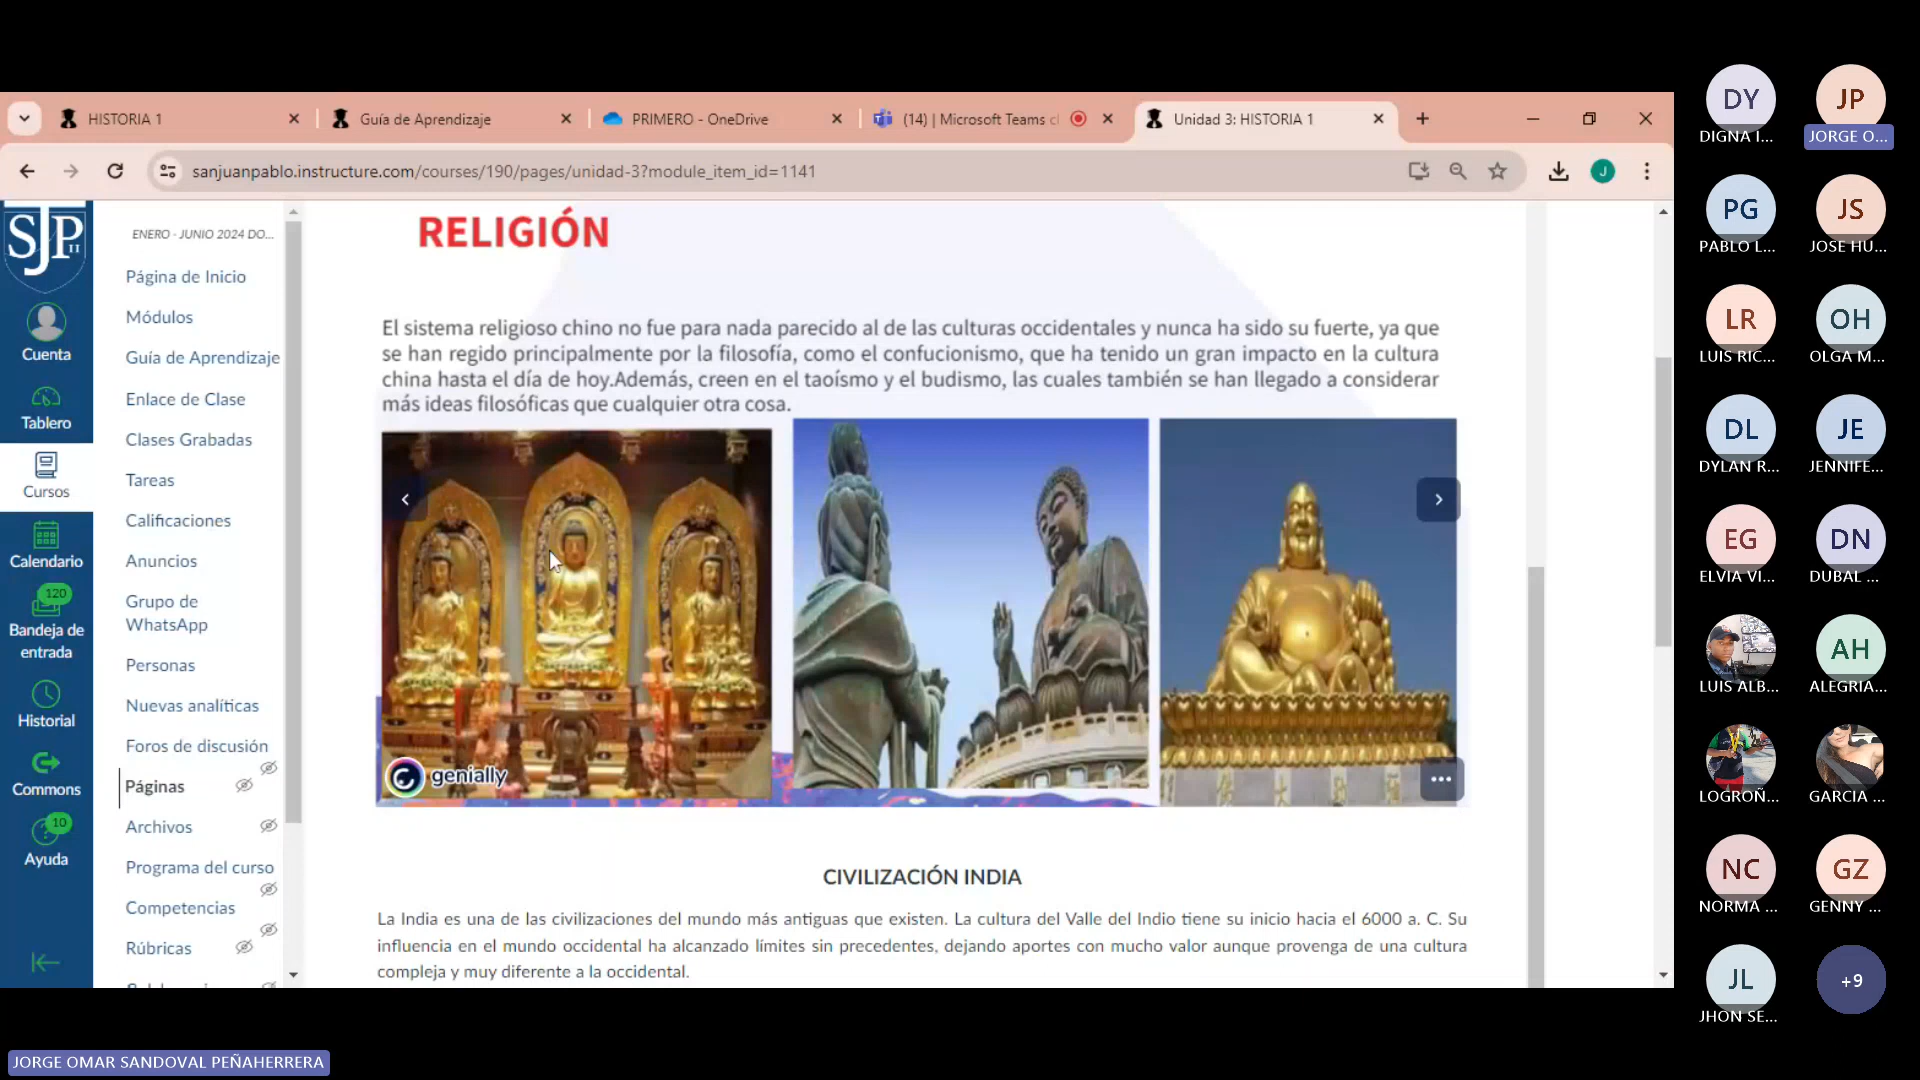 HISTORIA 1
Guía de Aprendizaje
PRIMERO - OneDrive
(14) | Microsoft Teams cl
Unidad 3: HISTORIA 1
sanjuanpablo.instructure.com/courses/190/pages/unidad-3?module_item_id=1141
J
SJP II
Cuenta
Tablero
Cursos
Calendario
120
Bandeja de
entrada
Historial
Commons
10
Ayuda
ENERO - JUNIO 2024 DO...
Página de Inicio
Módulos
Guía de Aprendizaje
Enlace de Clase
Clases Grabadas
Tareas
Calificaciones
Anuncios
Grupo de
WhatsApp
Personas
Nuevas analíticas
Foros de discusión
Páginas
Archivos
Programa del curso
Competencias
Rúbricas
RELIGIÓN
El sistema religioso chino no fue para nada parecido al de las culturas occidentales y nunca ha sido su fuerte, ya que
se han regido principalmente por la filosofía, como el confucionismo, que ha tenido un gran impacto en la cultura
china hasta el día de hoy.Además, creen en el taoísmo y el budismo, las cuales también se han llegado a considerar
más ideas filosóficas que cualquier otra cosa.
genially
CIVILIZACIÓN INDIA
La India es una de las civilizaciones del mundo más antiguas que existen. La cultura del Valle del Indio tiene su inicio hacia el 6000 a. C. Su
influencia en el mundo occidental ha alcanzado límites sin precedentes, dejando aportes con mucho valor aunque provenga de una cultura
compleja y muy diferente a la occidental.
DY
DIGNA I...
JP
JORGE O...
PG
PABLO L...
JS
JOSE HU...
LR
LUIS RIC...
OH
OLGA M...
DL
DYLAN R...
JE
JENNIFE...
EG
ELVIA VI...
DN
DUBAL ...
LUIS ALB...
AH
ALEGRIA...
LOGROÑ...
GARCIA ...
NC
NORMA ...
GZ
GENNY ...
JL
JHON SE...
+9
JORGE OMAR SANDOVAL PEÑAHERRERA